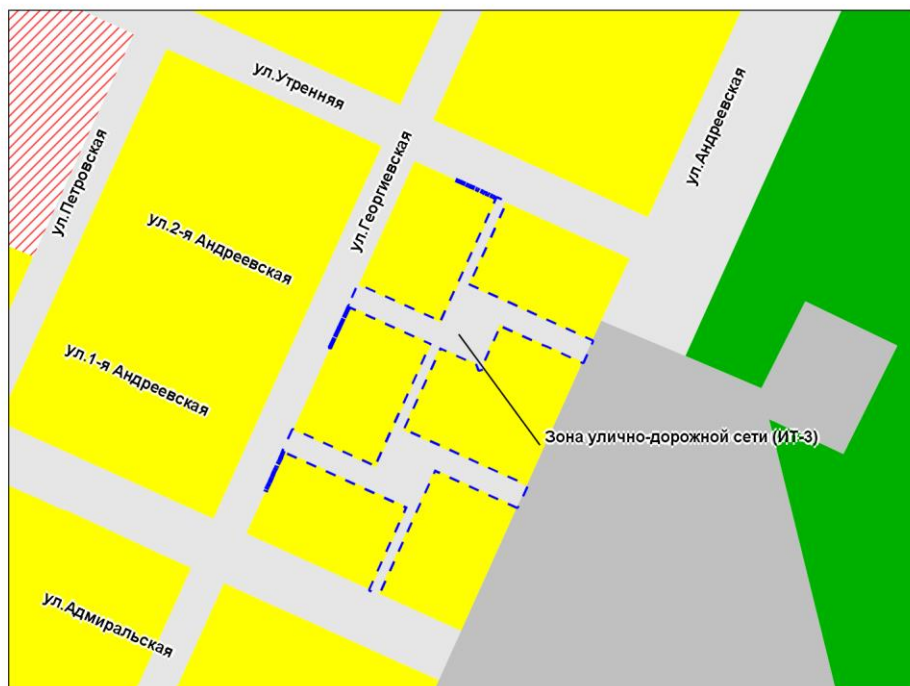 ул.Утренняя
ул.Андреевская
ул.Петровская
ул.Георгиевская
ул.2-я Андреевская
ул.1-я Андреевская
Зона улично-дорожной сети (ИТ-3)
ул.Адмиральская